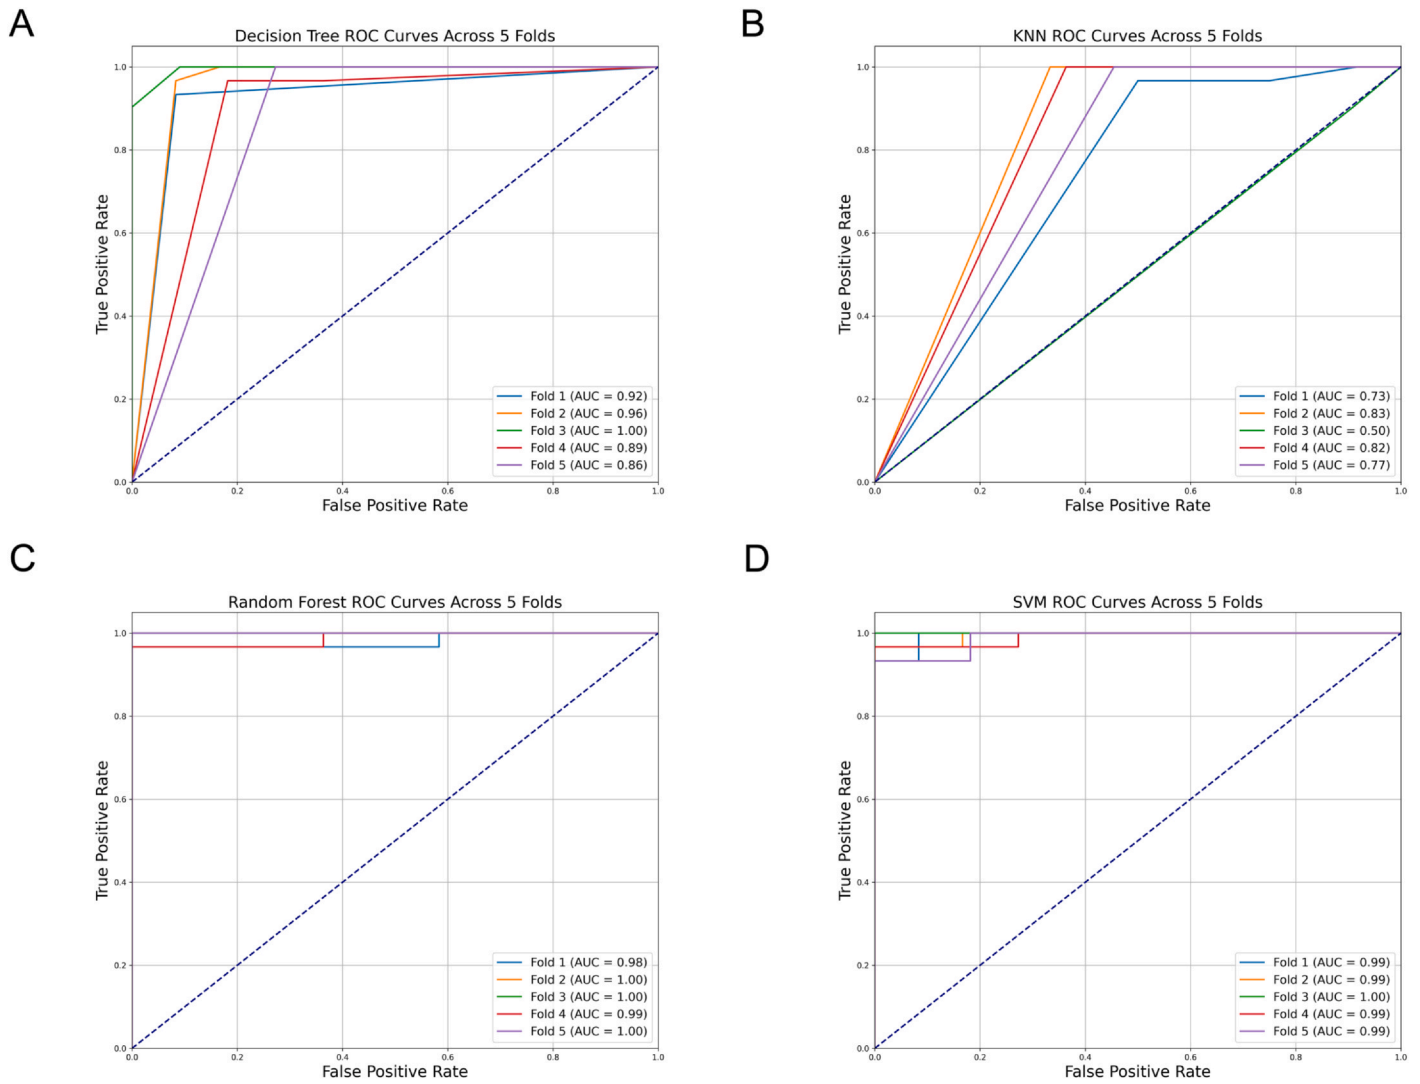 A
Decision Tree ROC Curves Across 5 Folds
1.0
0.8
0.6
0.4
0.2
0.0
True Positive Rate
0.0 0.2 0.4 0.6 0.8 1.0
False Positive Rate
Fold 1 (AUC = 0.92)
Fold 2 (AUC = 0.96)
Fold 3 (AUC = 1.00)
Fold 4 (AUC = 0.89)
Fold 5 (AUC = 0.86)
B
KNN ROC Curves Across 5 Folds
1.0
0.8
0.6
0.4
0.2
0.0
True Positive Rate
0.0 0.2 0.4 0.6 0.8 1.0
False Positive Rate
Fold 1 (AUC = 0.73)
Fold 2 (AUC = 0.83)
Fold 3 (AUC = 0.50)
Fold 4 (AUC = 0.82)
Fold 5 (AUC = 0.77)
C
Random Forest ROC Curves Across 5 Folds
1.0
0.8
0.6
0.4
0.2
0.0
True Positive Rate
0.0 0.2 0.4 0.6 0.8 1.0
False Positive Rate
Fold 1 (AUC = 0.98)
Fold 2 (AUC = 1.00)
Fold 3 (AUC = 1.00)
Fold 4 (AUC = 0.99)
Fold 5 (AUC = 1.00)
D
SVM ROC Curves Across 5 Folds
1.0
0.8
0.6
0.4
0.2
0.0
True Positive Rate
0.0 0.2 0.4 0.6 0.8 1.0
False Positive Rate
Fold 1 (AUC = 0.99)
Fold 2 (AUC = 0.99)
Fold 3 (AUC = 1.00)
Fold 4 (AUC = 0.99)
Fold 5 (AUC = 0.99)